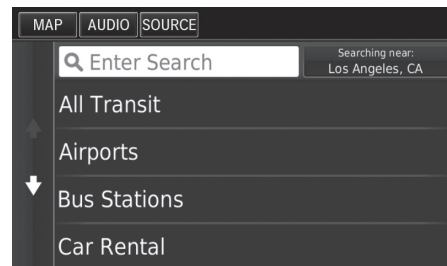 MAP AUDIO SOURCE
Enter Search
Searching near:
Los Angeles, CA
All Transit
Airports
Bus Stations
Car Rental